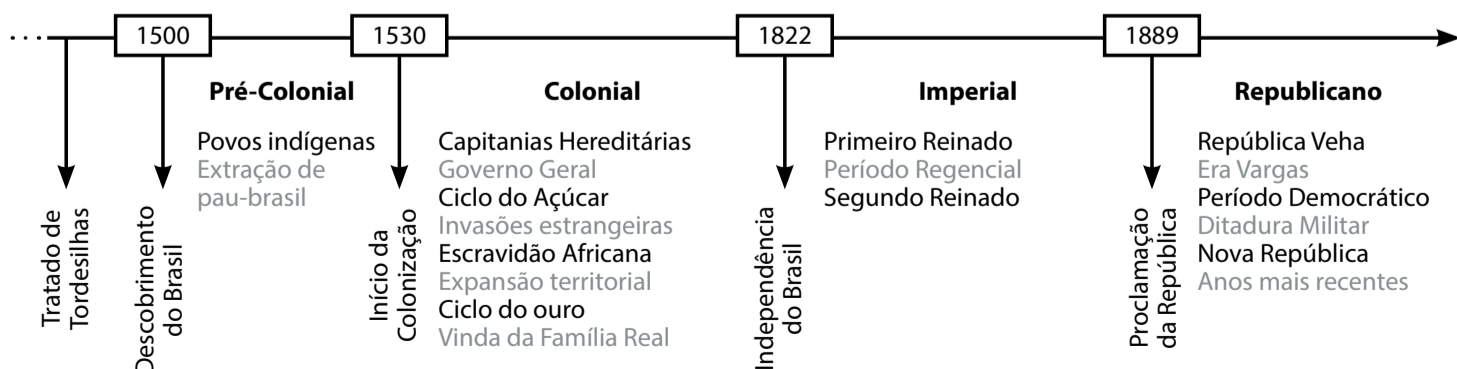 1500
1530
1822
1889
Pré-Colonial
Colonial
Imperial
Republicano
Povos indígenas
Extração de
pau-brasil
Capitanias Hereditárias
Governo Geral
Ciclo do Açúcar
Invasões estrangeiras
Escravidão Africana
Expansão territorial
Ciclo do ouro
Vinda da Família Real
Primeiro Reinado
Período Regencial
Segundo Reinado
República Veha
Era Vargas
Período Democrático
Ditadura Militar
Nova República
Anos mais recentes
Tratado de
Tordesilhas
Descobrimento
do Brasil
Início da
Colonização
Independência
do Brasil
Proclamação
da República